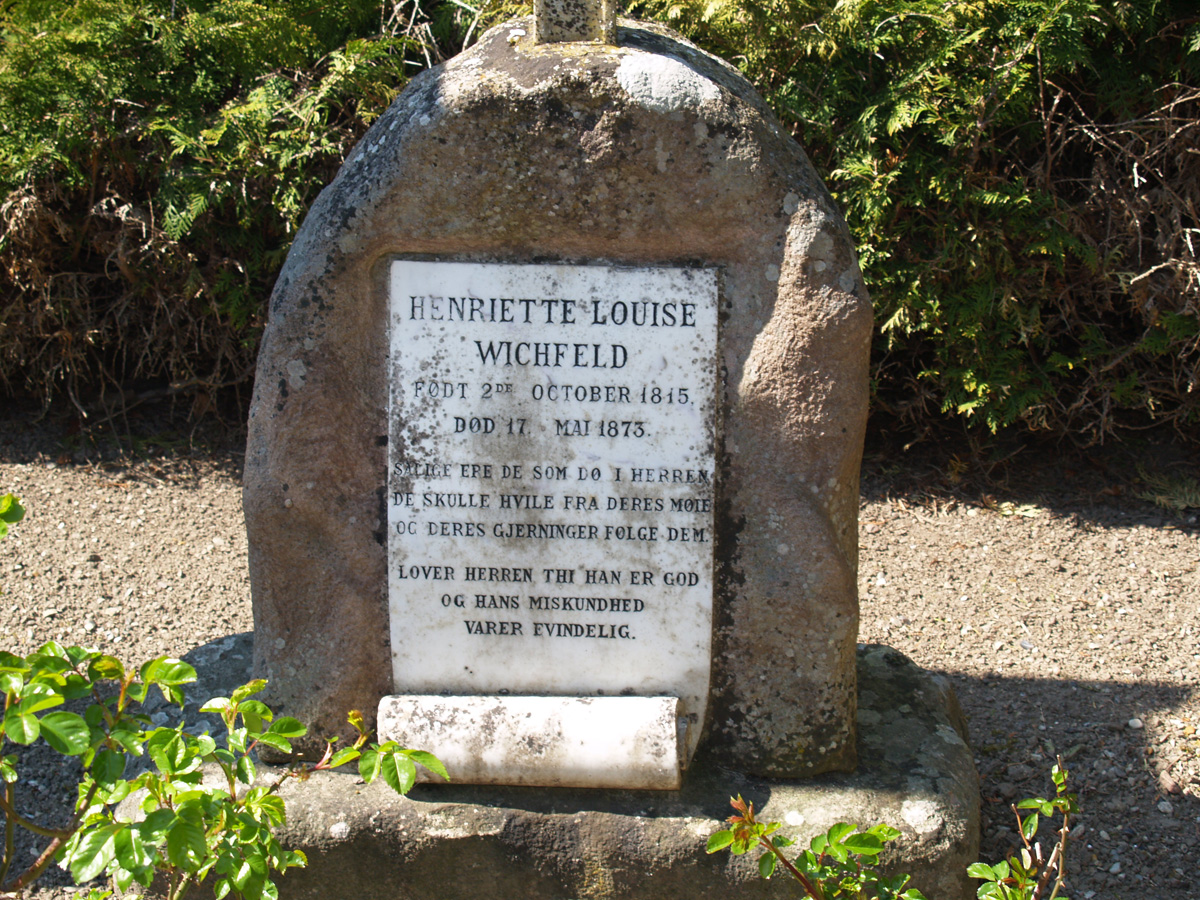 HENRIETTE LOUISE
WICHFELD
FØDT 2DE OCTOBER 1815.
DØD 17. MAI 1873.
SALIGE ERE DE SOM DØ I HERREN
DE SKULLE HVILE FRA DERES MØIE
OG DERES GJERNINGER FØLGE DEM.
LOVER HERREN THI HAN ER GOD
OG HANS MISKUNDHED
VARER EVINDELIG.